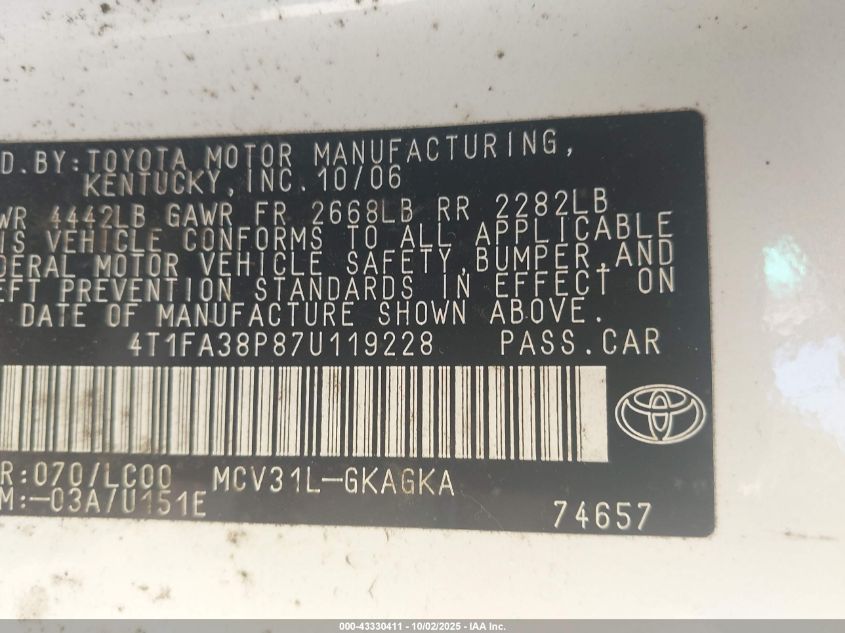 D.BY:TOYOTA MOTOR MANUFACTURING,
KENTUCKY, INC. 10/06
WR 4442LB GAWR FR 2668LB RR 2282LB
IS VEHICLE CONFORMS TO ALL APPLICABLE
DERAL MOTOR VEHICLE SAFETY, BUMPER, AND
EFT PREVENTION STANDARDS IN EFFECT ON
DATE OF MANUFACTURE SHOWN ABOVE.
4T1FA38P87U119228 PASS.CAR
R:070/LC00 MCV31L-GKAGKA
M:-03A/U151E
74657
000-43330411 - 10/02/2025 - IAA Inc.